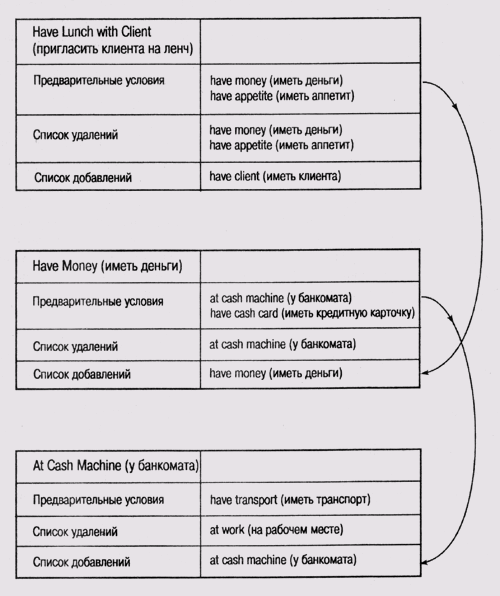 Have Lunch with Client
(пригласить клиента на ленч)
Предварительные условия
have money (иметь деньги)
have appetite (иметь аппетит)
Список удалений
have money (иметь деньги)
have appetite (иметь аппетит)
Список добавлений
have client (иметь клиента)
Have Money (иметь деньги)
Предварительные условия
at cash machine (у банкомата)
have cash card (иметь кредитную карточку)
Список удалений
at cash machine (у банкомата)
Список добавлений
have money (иметь деньги)
At Cash Machine (у банкомата)
Предварительные условия
have transport (иметь транспорт)
Список удалений
at work (на рабочем месте)
Список добавлений
at cash machine (у банкомата)